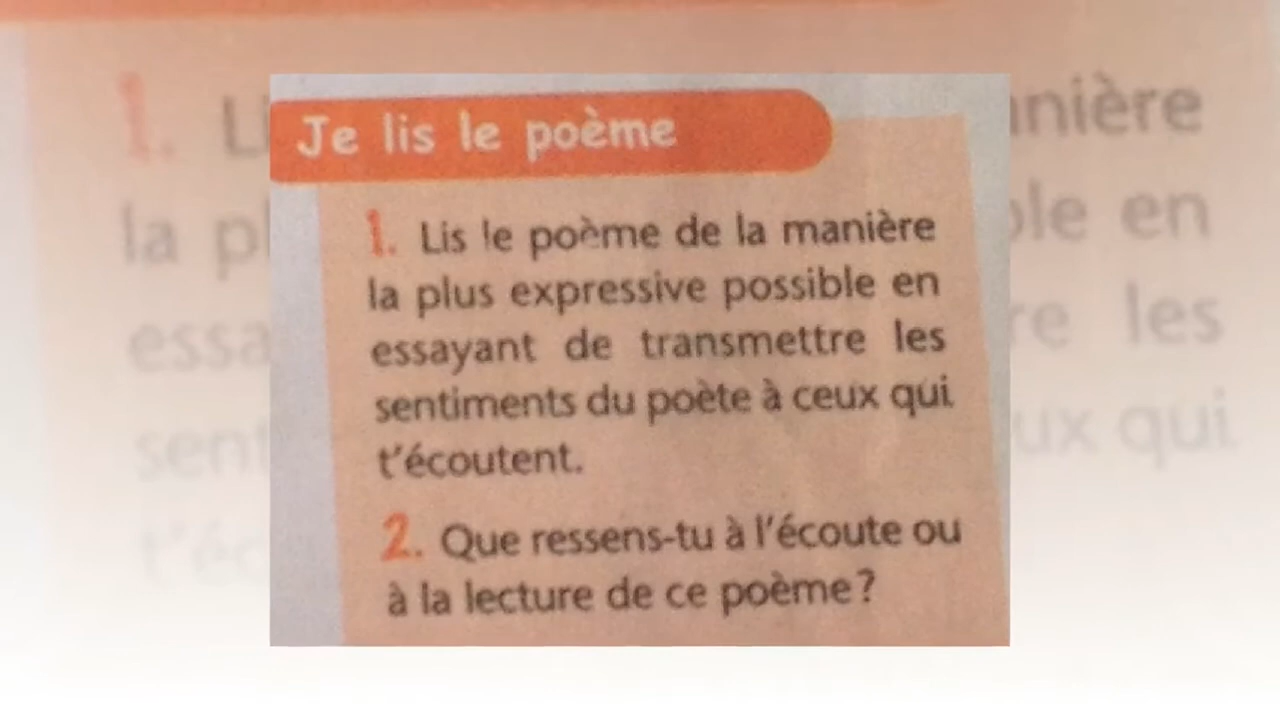 Je lis le poème
1. Lis le poème de la manière
la plus expressive possible en
essayant de transmettre les
sentiments du poète à ceux qui
t'écoutent.
2. Que ressens-tu à l'écoute ou
à la lecture de ce poème ?